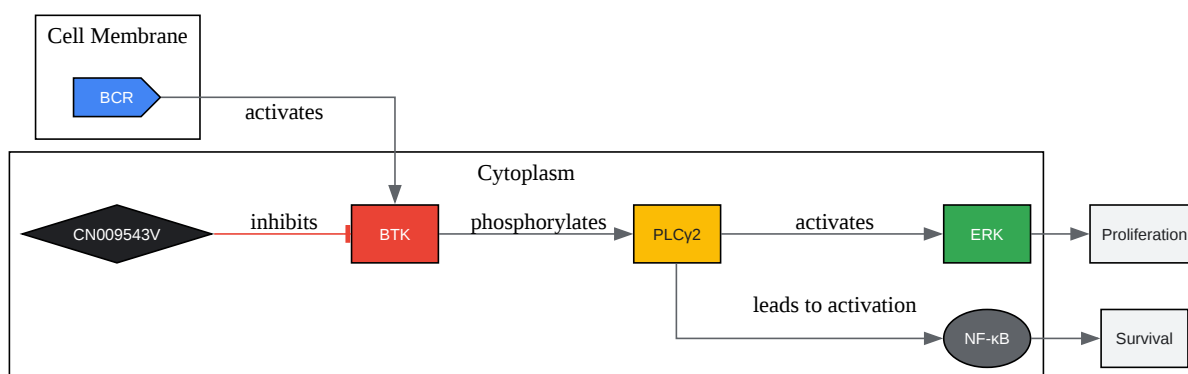 Cell Membrane
BCR
activates
Cytoplasm
CN009543V
inhibits
BTK
phosphorylates
PLCγ2
activates
ERK
Proliferation
leads to activation
NF-κB
Survival